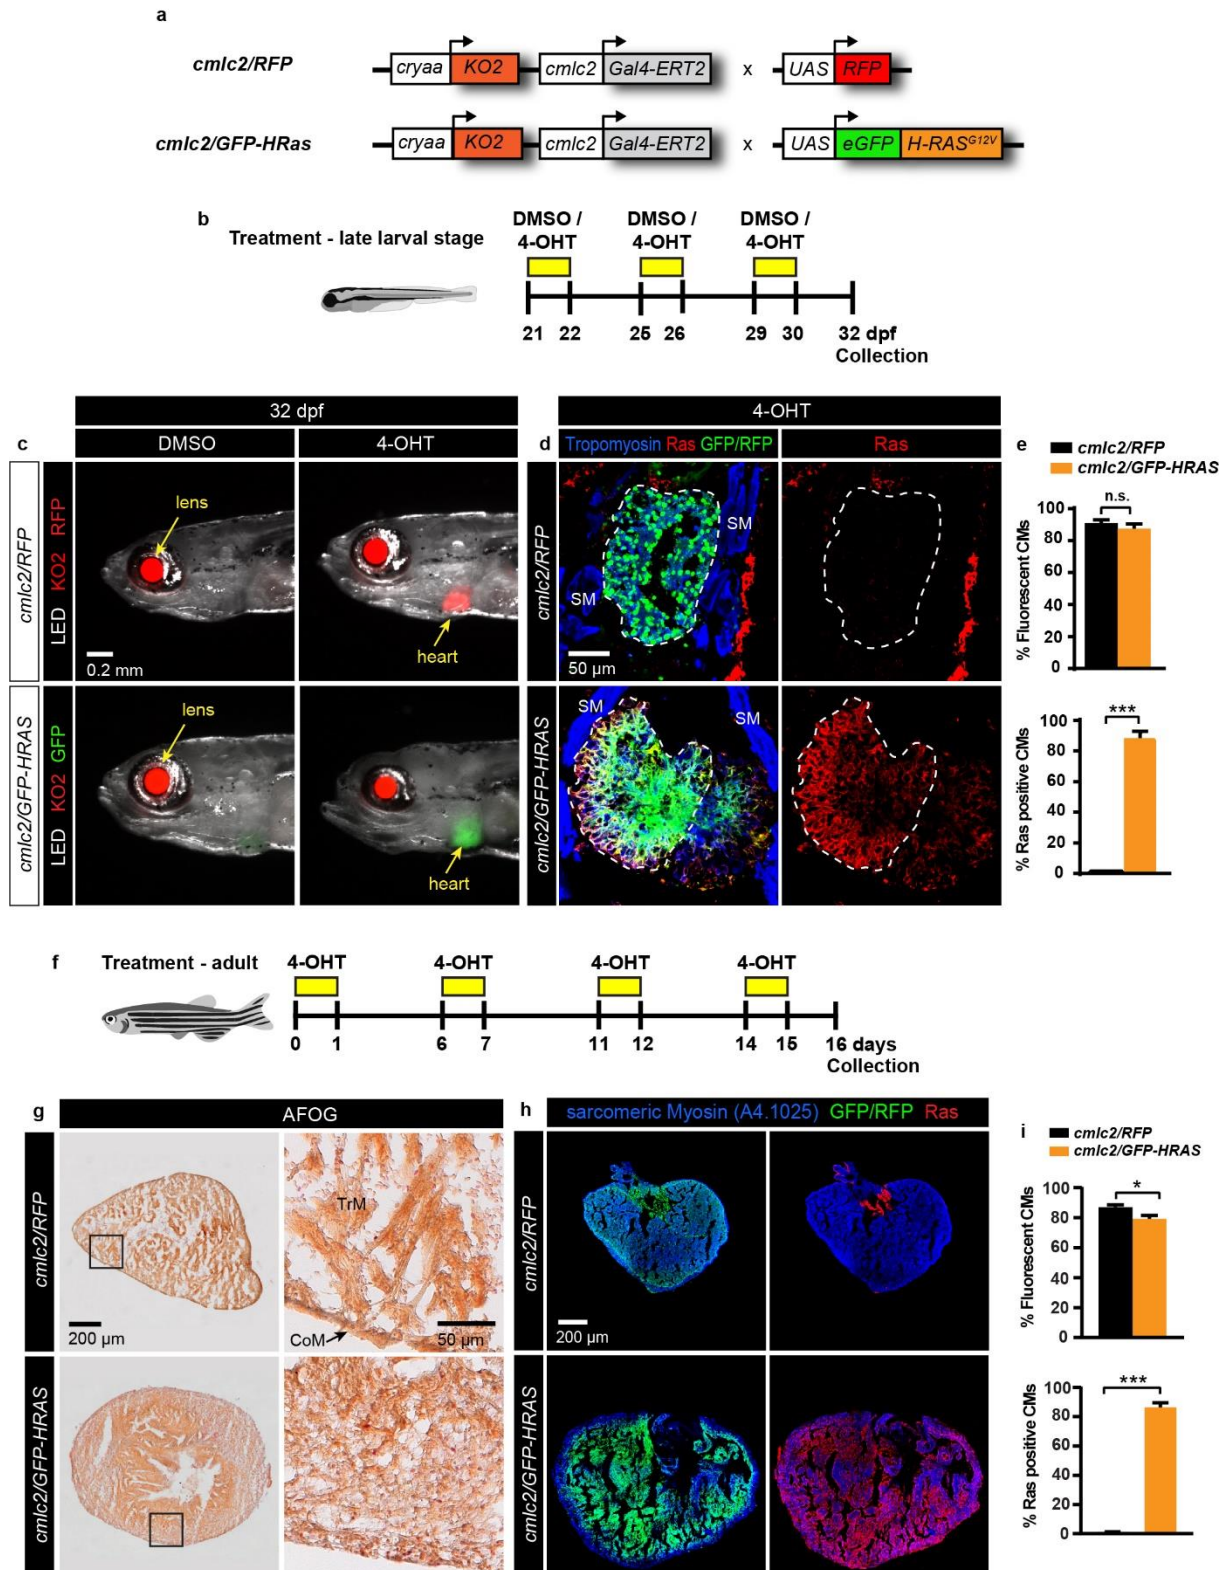 a
cmlc2/RFP
cryaa KO2 cmlc2 Gal4-ERT2 x UAS RFP
cmlc2/GFP-HRas
cryaa KO2 cmlc2 Gal4-ERT2 x UAS eGFP H-RAS^G12V
b
Treatment - late larval stage
DMSO / 4-OHT
DMSO / 4-OHT
DMSO / 4-OHT
21 22 25 26 29 30 32 dpf
Collection
c
32 dpf
DMSO
4-OHT
cmlc2/RFP
LED KO2 RFP
lens
0.2 mm
heart
cmlc2/GFP-HRAS
LED KO2 GFP
lens
heart
d
4-OHT
Tropomyosin Ras GFP/RFP
Ras
cmlc2/RFP
SM
SM
50 µm
cmlc2/GFP-HRAS
SM
SM
e
cmlc2/RFP
cmlc2/GFP-HRAS
n.s.
% Fluorescent CMs
100
80
60
40
20
0
***
% Ras positive CMs
100
80
60
40
20
0
f
Treatment - adult
4-OHT 4-OHT 4-OHT 4-OHT
0 1 6 7 11 12 14 15 16 days
Collection
g
AFOG
cmlc2/RFP
200 µm
TrM
CoM
50 µm
cmlc2/GFP-HRAS
h
sarcomeric Myosin (A4.1025) GFP/RFP Ras
cmlc2/RFP
200 µm
cmlc2/GFP-HRAS
i
cmlc2/RFP
cmlc2/GFP-HRAS
*
% Fluorescent CMs
100
80
60
40
20
0
***
% Ras positive CMs
100
80
60
40
20
0